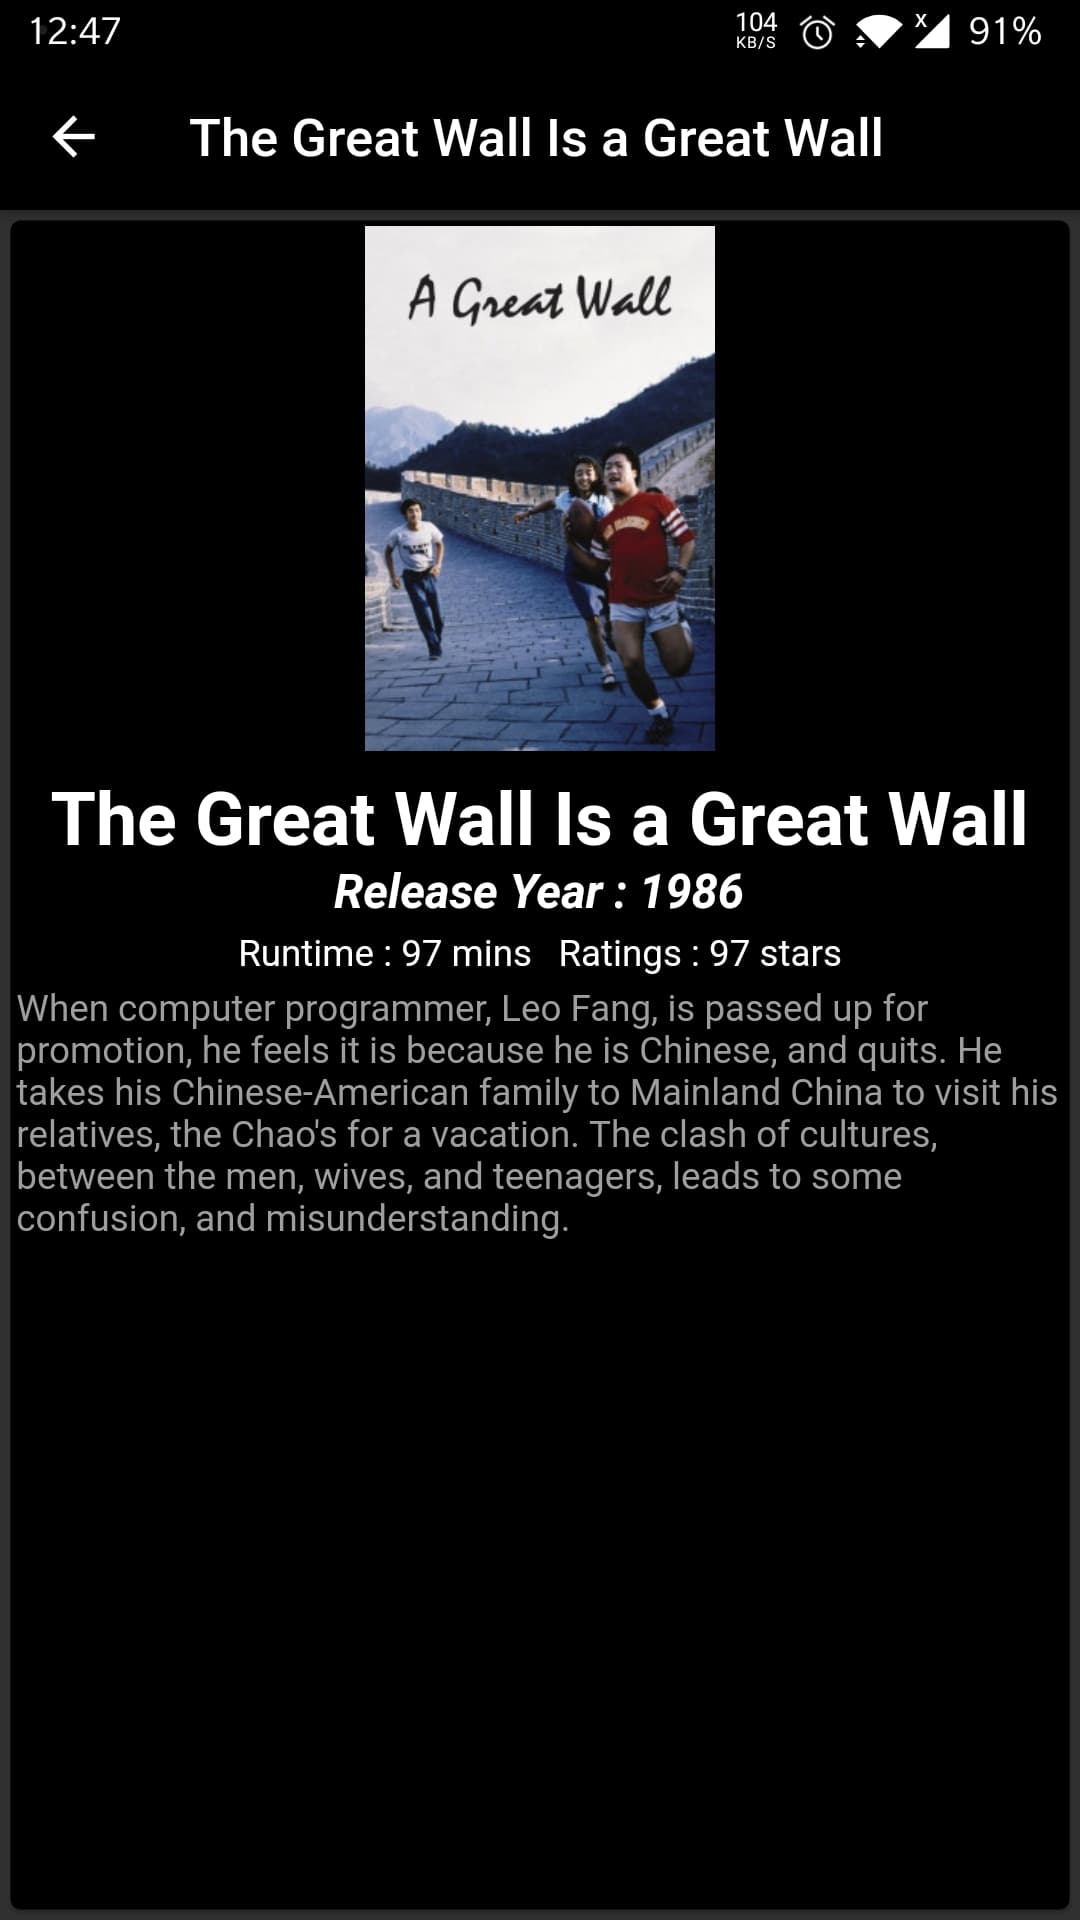 12:47
104
KB/S
X
91%
The Great Wall Is a Great Wall
A Great Wall
The Great Wall Is a Great Wall
Release Year : 1986
Runtime : 97 mins Ratings : 97 stars
When computer programmer, Leo Fang, is passed up for
promotion, he feels it is because he is Chinese, and quits. He
takes his Chinese-American family to Mainland China to visit his
relatives, the Chao's for a vacation. The clash of cultures,
between the men, wives, and teenagers, leads to some
confusion, and misunderstanding.